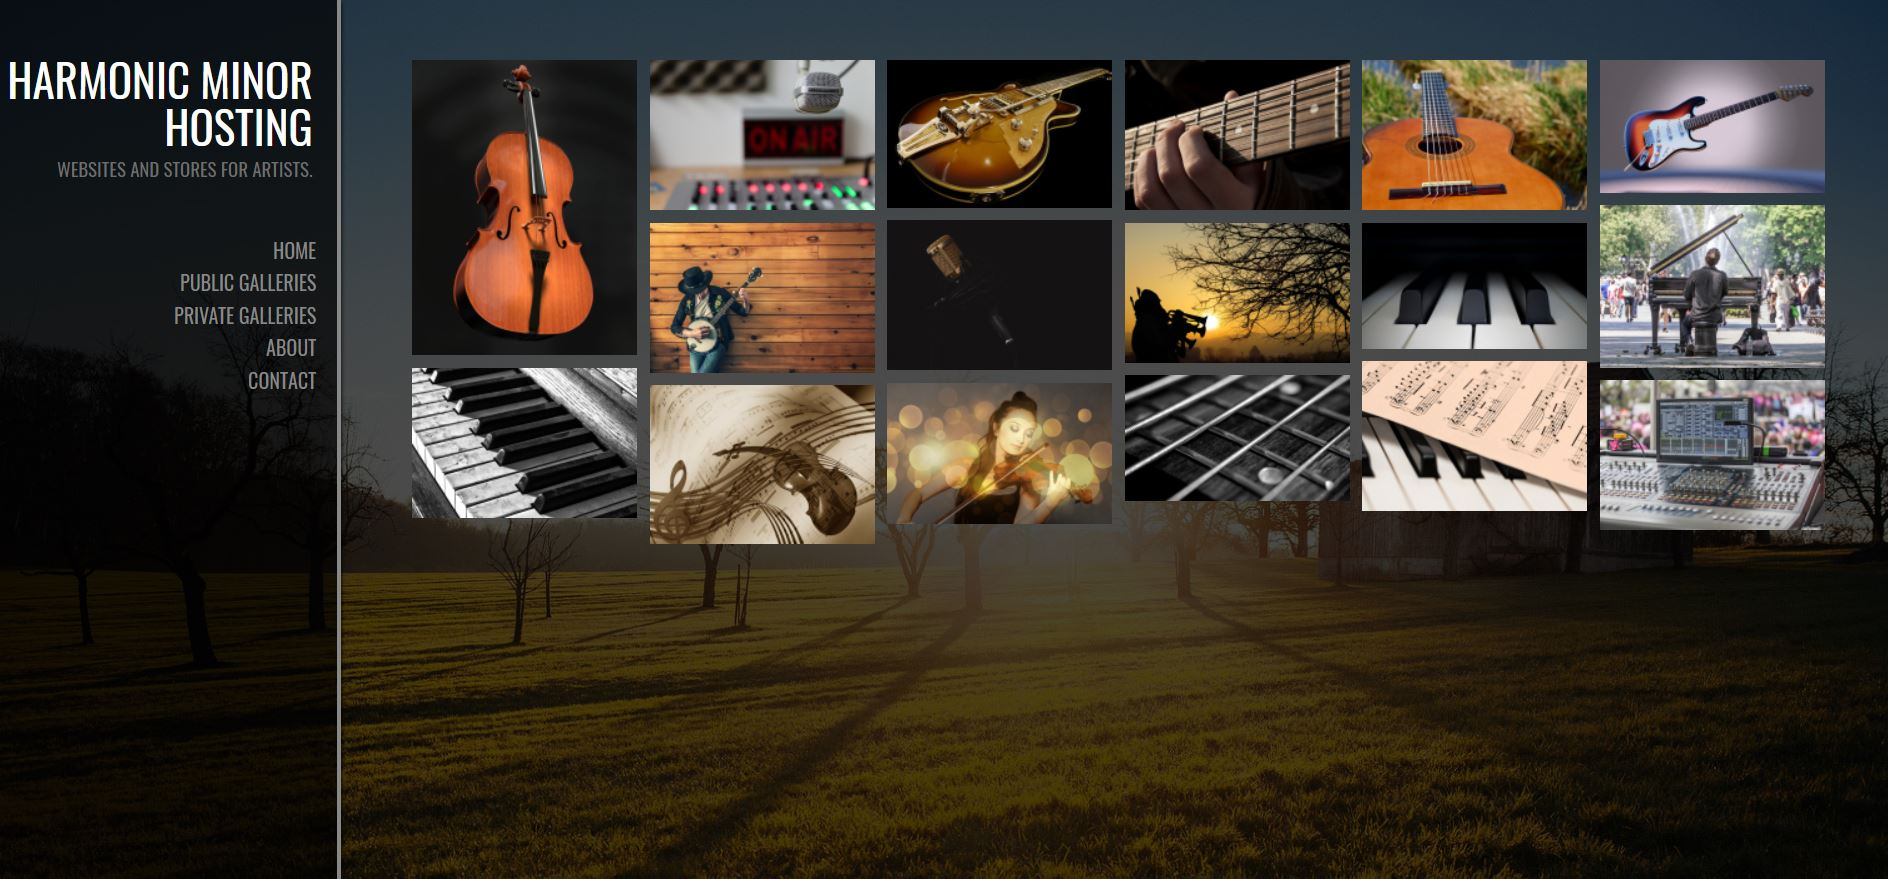 HARMONIC MINOR
HOSTING
WEBSITES AND STORES FOR ARTISTS.
HOME
PUBLIC GALLERIES
PRIVATE GALLERIES
ABOUT
CONTACT
ON AIR